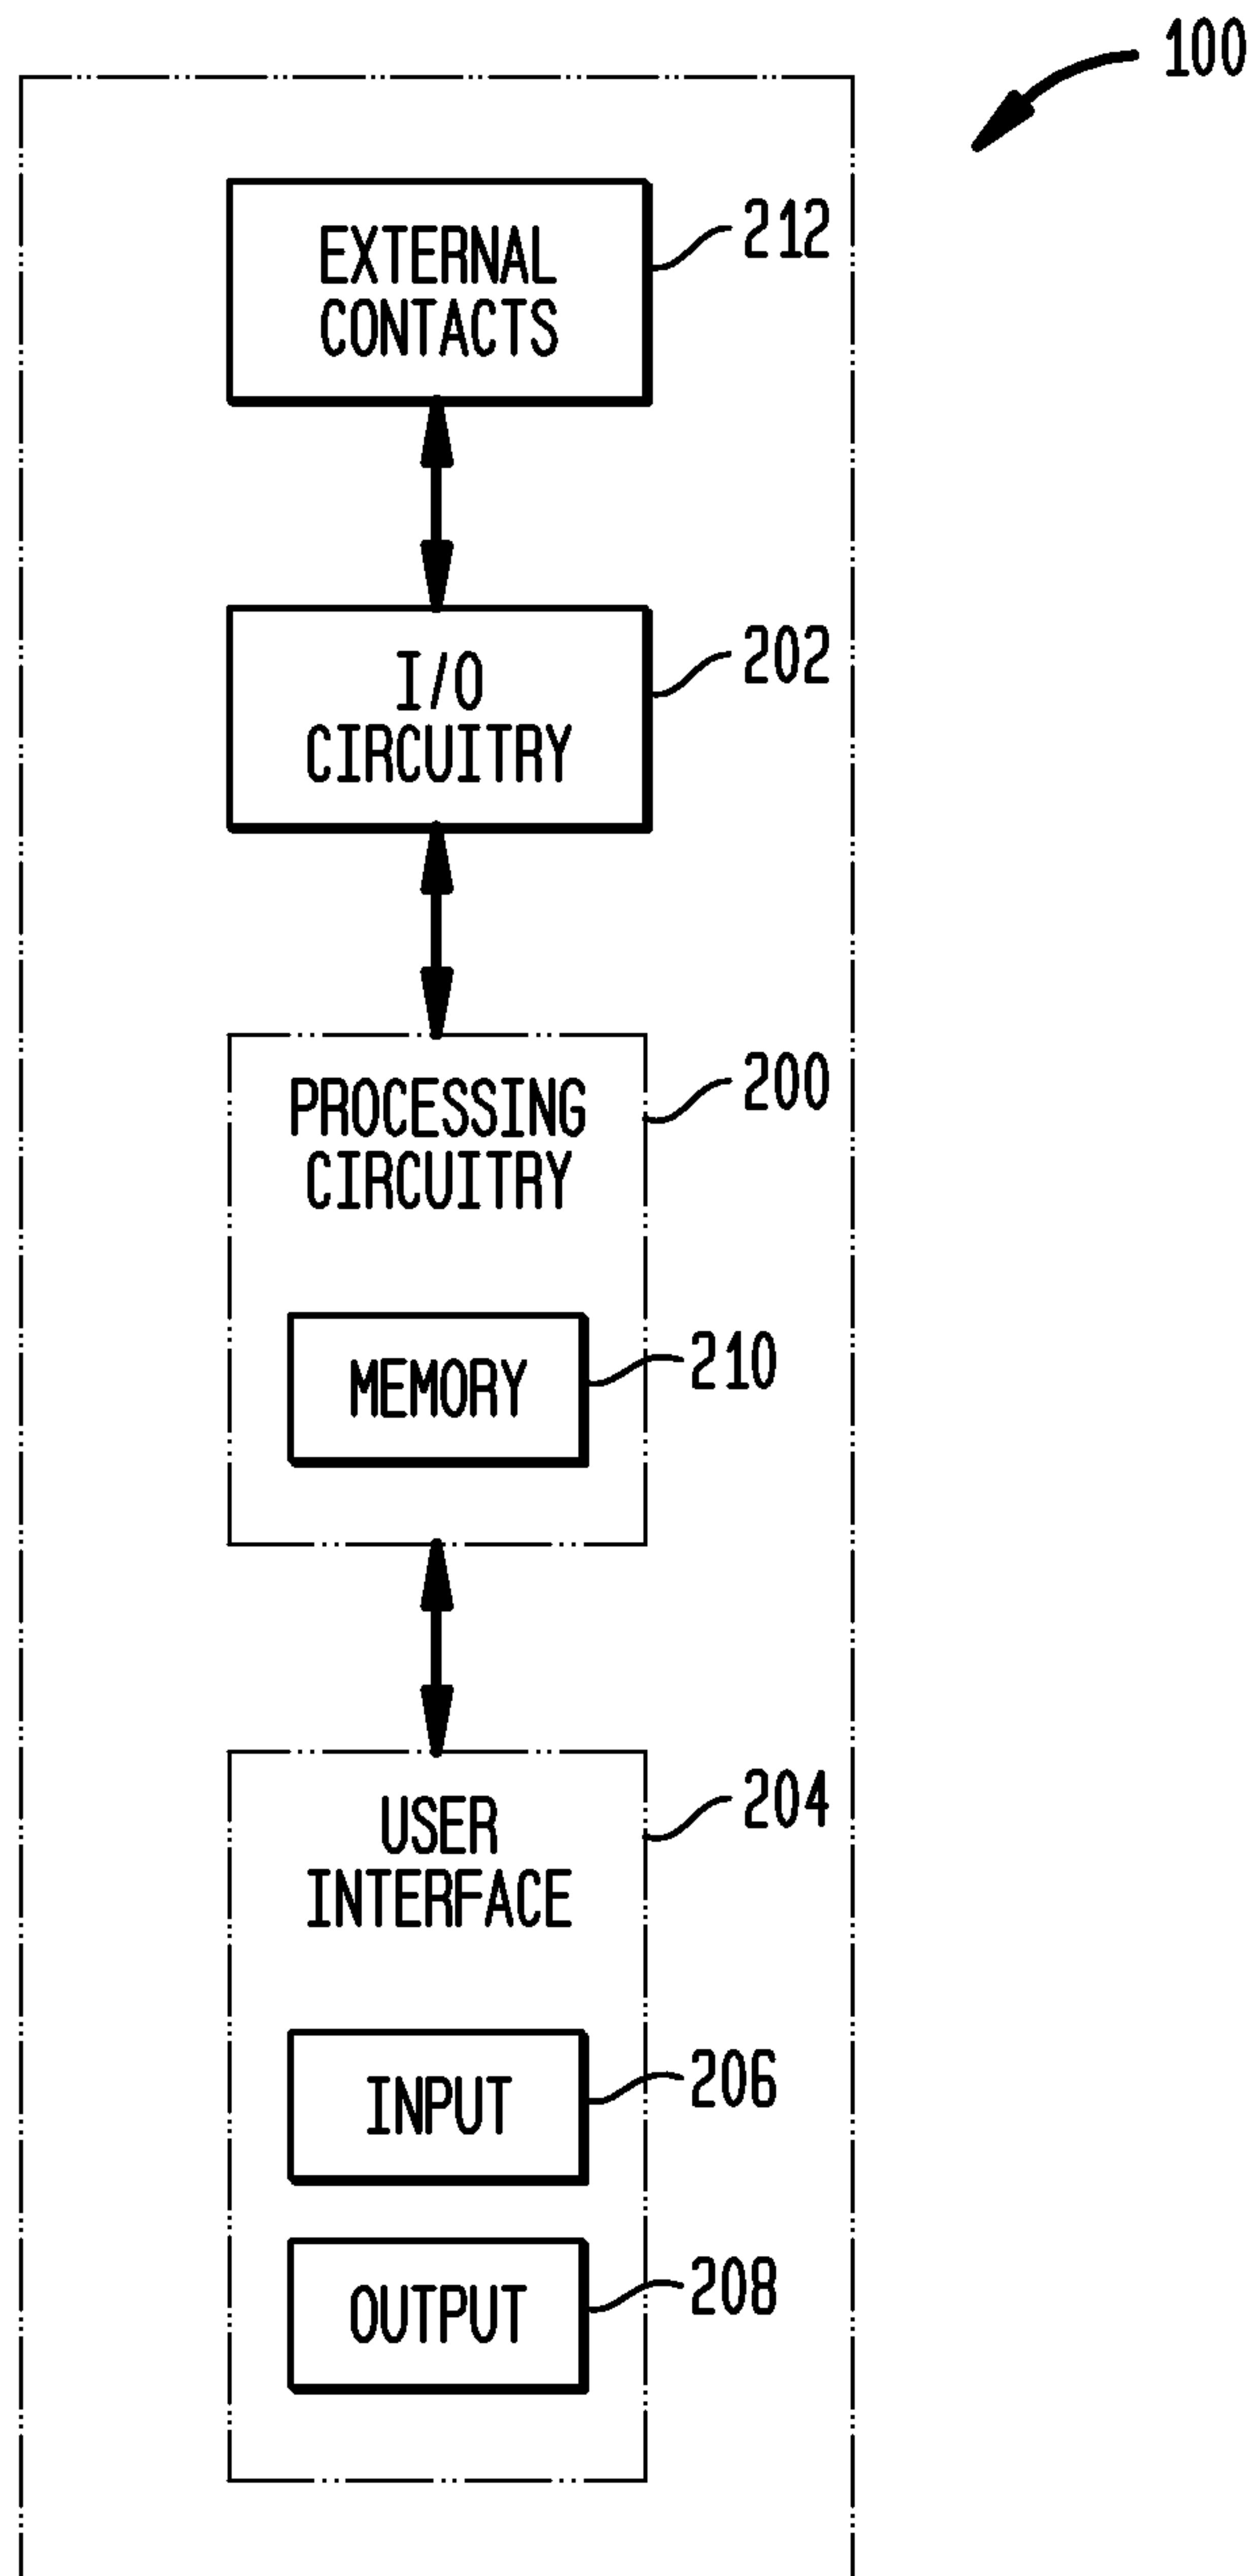 100
EXTERNAL
CONTACTS
212
I/O
CIRCUITRY
202
PROCESSING
CIRCUITRY
200
MEMORY
210
USER
INTERFACE
204
INPUT
206
OUTPUT
208